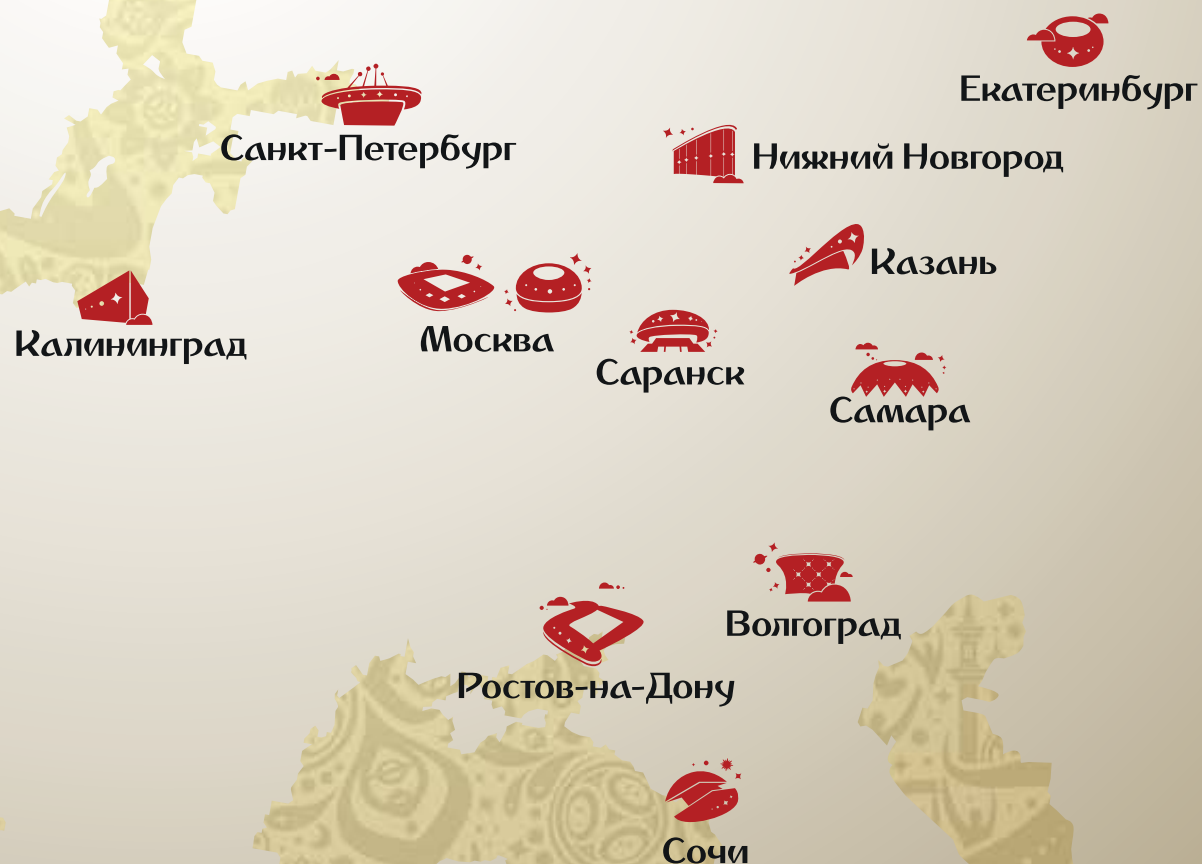 Екатеринбург
Санкт-Петербург
Нижний Новгород
Казань
Калининград
Москва
Саранск
Самара
Волгоград
Ростов-на-Дону
Сочи